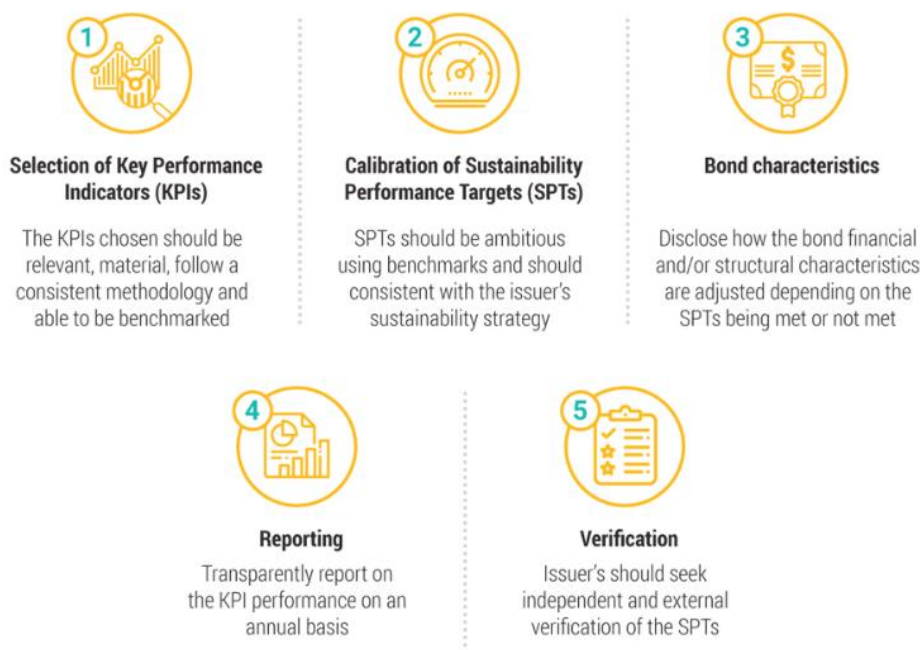 1
Selection of Key Performance
Indicators (KPIs)
The KPIs chosen should be
relevant, material, follow a
consistent methodology and
able to be benchmarked
2
Calibration of Sustainability
Performance Targets (SPTs)
SPTs should be ambitious
using benchmarks and should
consistent with the issuer's
sustainability strategy
3
$
Bond characteristics
Disclose how the bond financial
and/or structural characteristics
are adjusted depending on the
SPTs being met or not met
4
Reporting
Transparently report on
the KPI performance on an
annual basis
5
Verification
Issuer's should seek
independent and external
verification of the SPTs